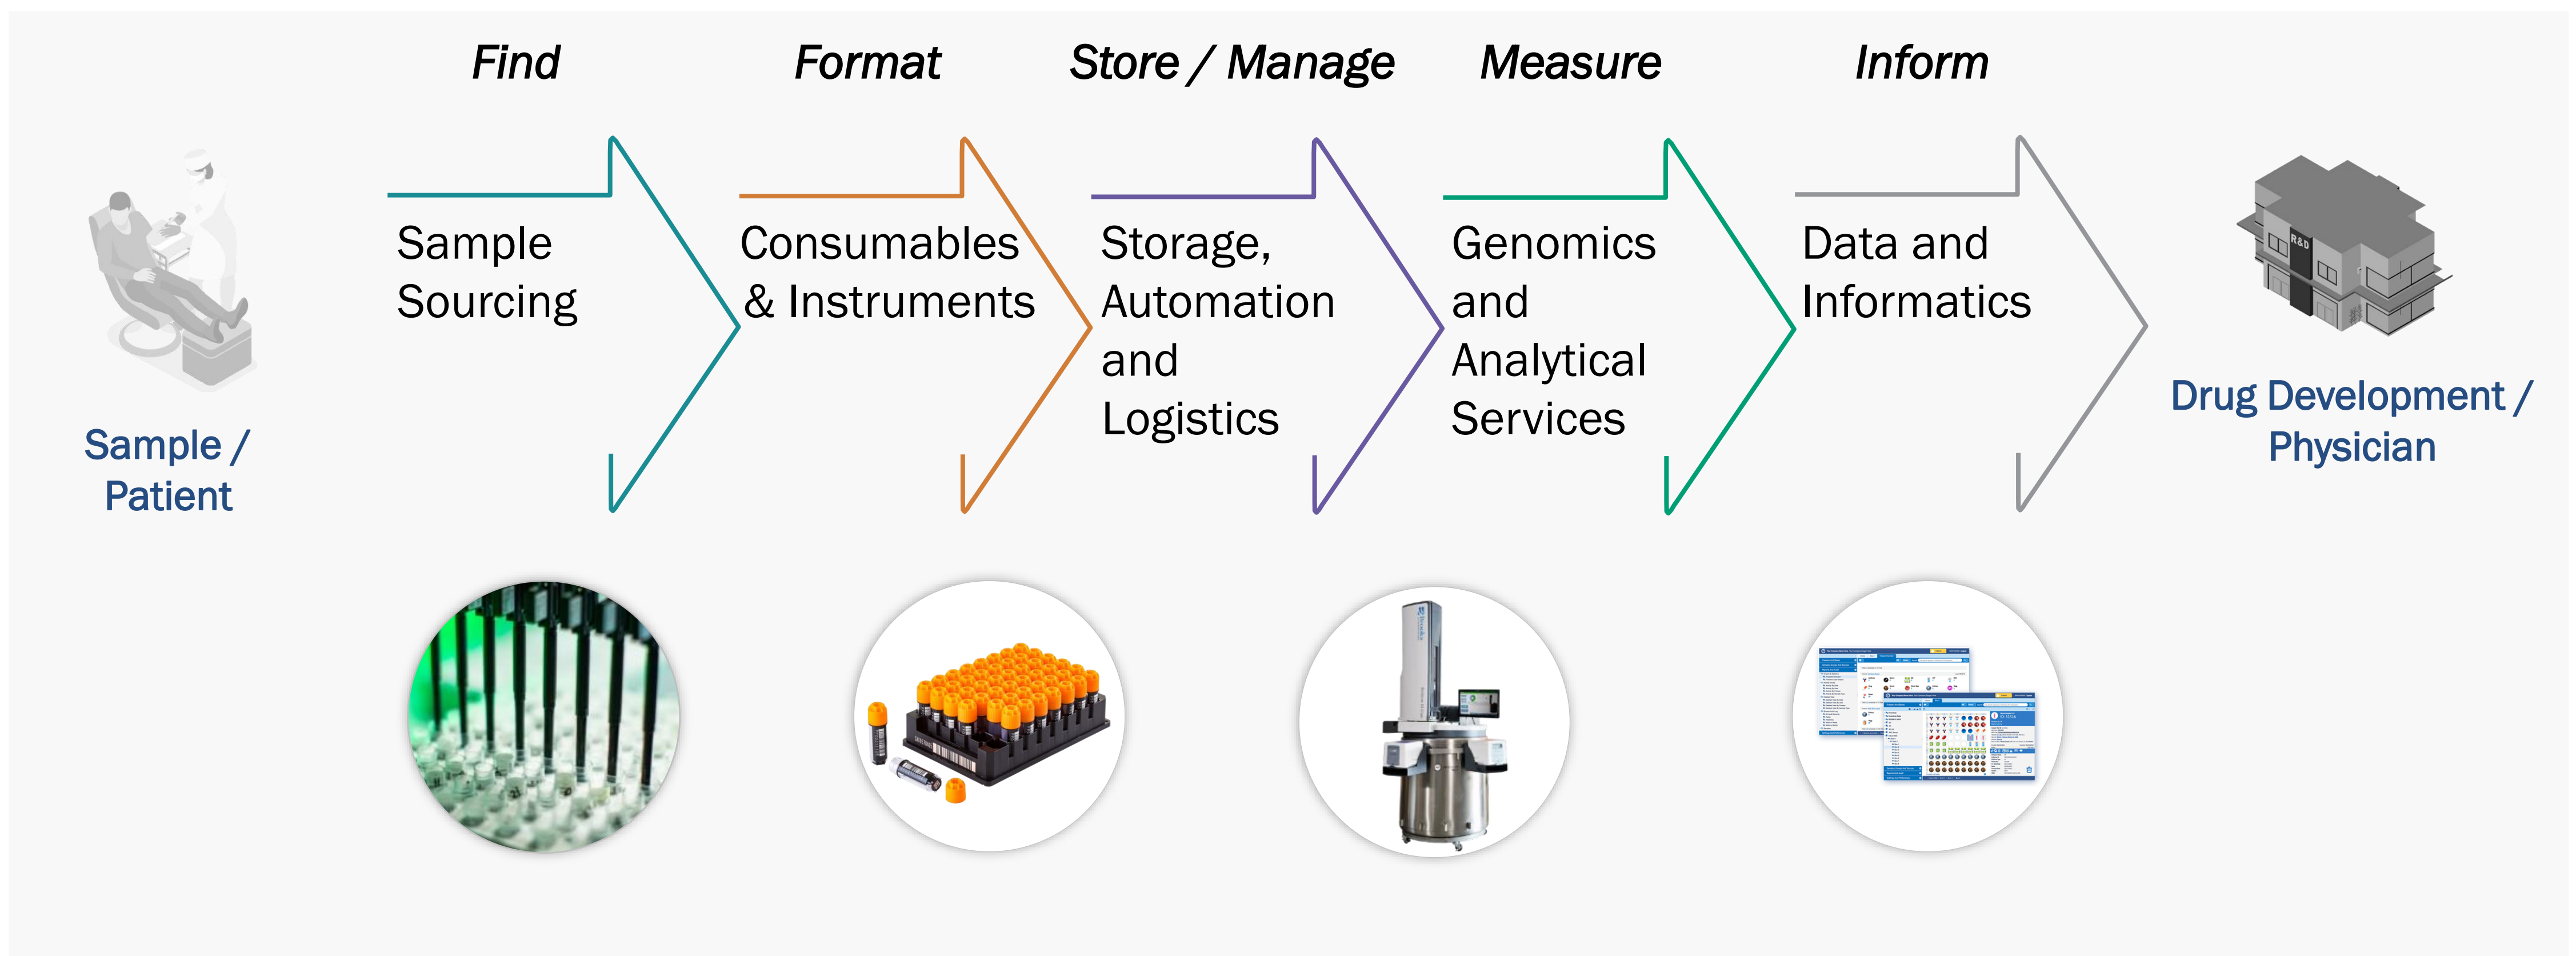 Find
Format
Store / Manage
Measure
Inform
Sample
Sourcing
Consumables
& Instruments
Storage,
Automation
and
Logistics
Genomics
and
Analytical
Services
Data and
Informatics
R&D
Sample /
Patient
Drug Development /
Physician
Brooks